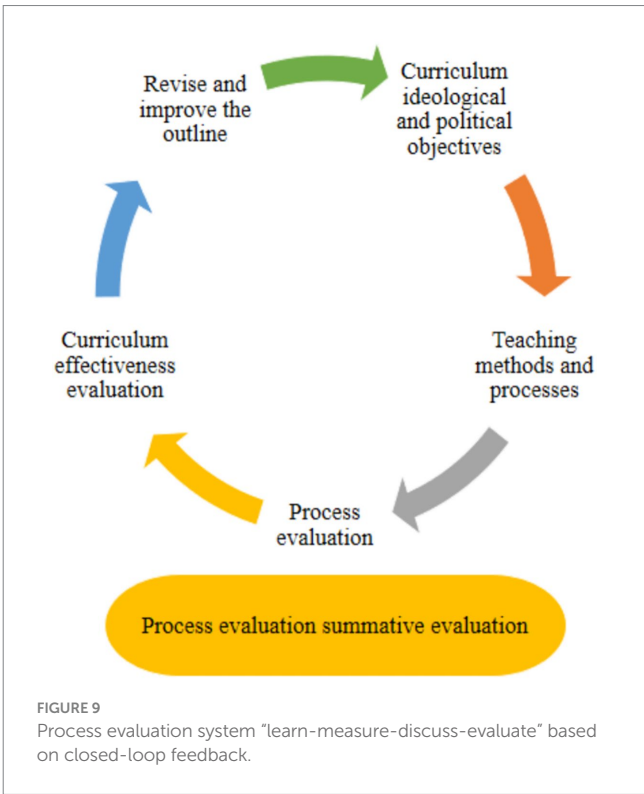 Revise and
improve the
outline
Curriculum
ideological
and political
objectives
Teaching
methods and
processes
Process
evaluation
Curriculum
effectiveness
evaluation
Process evaluation summative evaluation
FIGURE 9
Process evaluation system “learn-measure-discuss-evaluate” based
on closed-loop feedback.